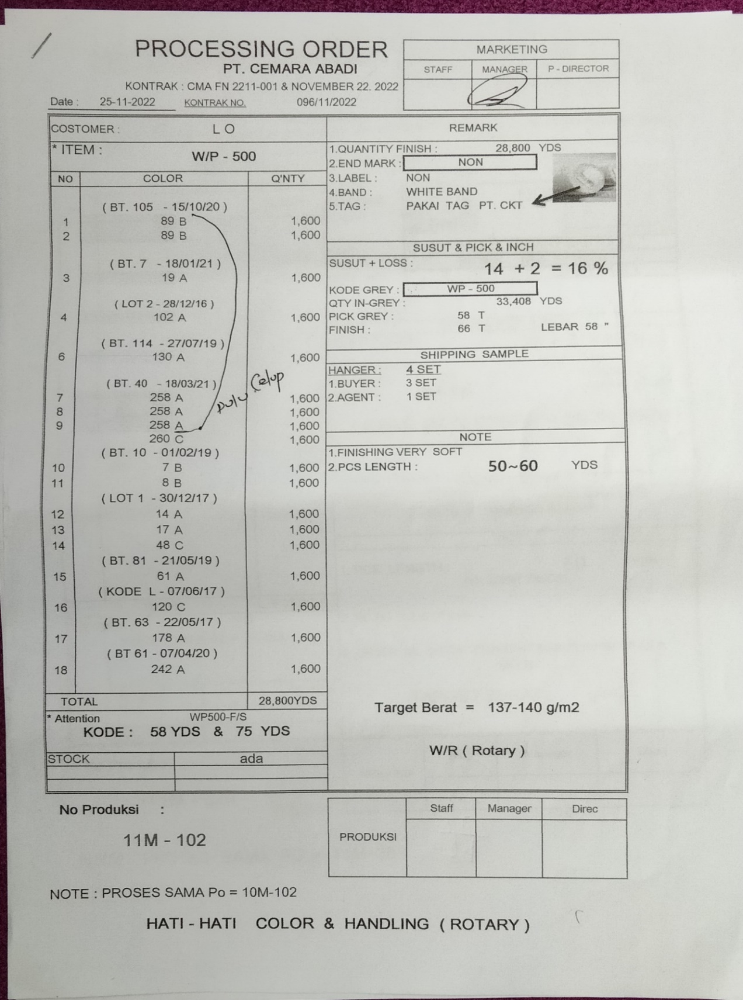 PROCESSING ORDER
PT. CEMARA ABADI
KONTRAK : CMA FN 2211-001 & NOVEMBER 22. 2022
Date : 25-11-2022 KONTRAK NO. 096/11/2022
MARKETING
STAFF MANAGER P - DIRECTOR
COSTOMER : L O
* ITEM : W/P - 500
NO COLOR Q'NTY
( BT. 105 - 15/10/20 )
1 89 B 1,600
2 89 B 1,600
( BT. 7 - 18/01/21 )
3 19 A 1,600
( LOT 2 - 28/12/16 )
4 102 A 1,600
( BT. 114 - 27/07/19 )
6 130 A 1,600
( BT. 40 - 18/03/21 )
7 258 A 1,600
8 258 A 1,600
9 258 A 1,600
260 C 1,600
Dulu Celup
( BT. 10 - 01/02/19 )
10 7 B 1,600
11 8 B 1,600
( LOT 1 - 30/12/17 )
12 14 A 1,600
13 17 A 1,600
14 48 C 1,600
( BT. 81 - 21/05/19 )
15 61 A 1,600
( KODE L - 07/06/17 )
16 120 C 1,600
( BT. 63 - 22/05/17 )
17 178 A 1,600
( BT 61 - 07/04/20 )
18 242 A 1,600
TOTAL 28,800YDS
* Attention WP500-F/S
KODE : 58 YDS & 75 YDS
STOCK ada
REMARK
1.QUANTITY FINISH : 28,800 YDS
2.END MARK : NON
3.LABEL : NON
4.BAND : WHITE BAND
5.TAG : PAKAI TAG PT. CKT
SUSUT & PICK & INCH
SUSUT + LOSS : 14 + 2 = 16 %
KODE GREY : WP - 500
QTY IN-GREY : 33,408 YDS
PICK GREY : 58 T
FINISH : 66 T LEBAR 58 "
SHIPPING SAMPLE
HANGER : 4 SET
1.BUYER : 3 SET
2.AGENT : 1 SET
NOTE
1.FINISHING VERY SOFT
2.PCS LENGTH : 50~60 YDS
Target Berat = 137-140 g/m2
W/R ( Rotary )
No Produksi :
11M - 102
PRODUKSI Staff Manager Direc
NOTE : PROSES SAMA Po = 10M-102
HATI - HATI COLOR & HANDLING ( ROTARY )